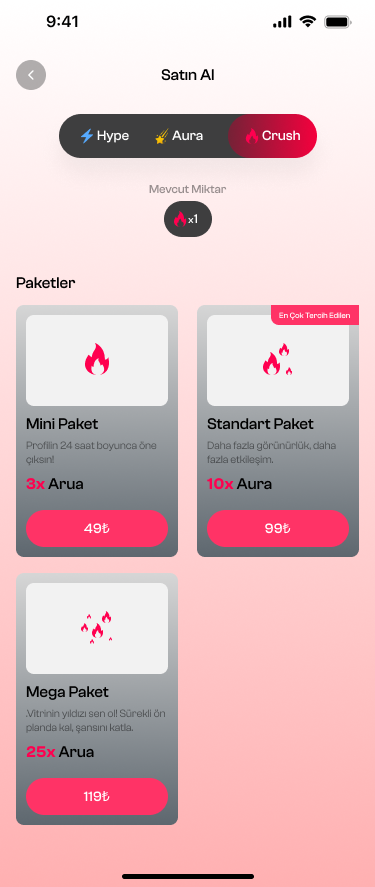 9:41
Satın Al
Hype Aura Crush
Mevcut Miktar
x1
Paketler
En Çok Tercih Edilen
Mini Paket
Profilin 24 saat boyunca öne
çıksın!
3x Arua
49₺
Standart Paket
Daha fazla görünürlük, daha
fazla etkileşim.
10x Aura
99₺
Mega Paket
.Vitrinin yıldızı sen ol! Sürekli ön
planda kal, şansını katla.
25x Arua
119₺